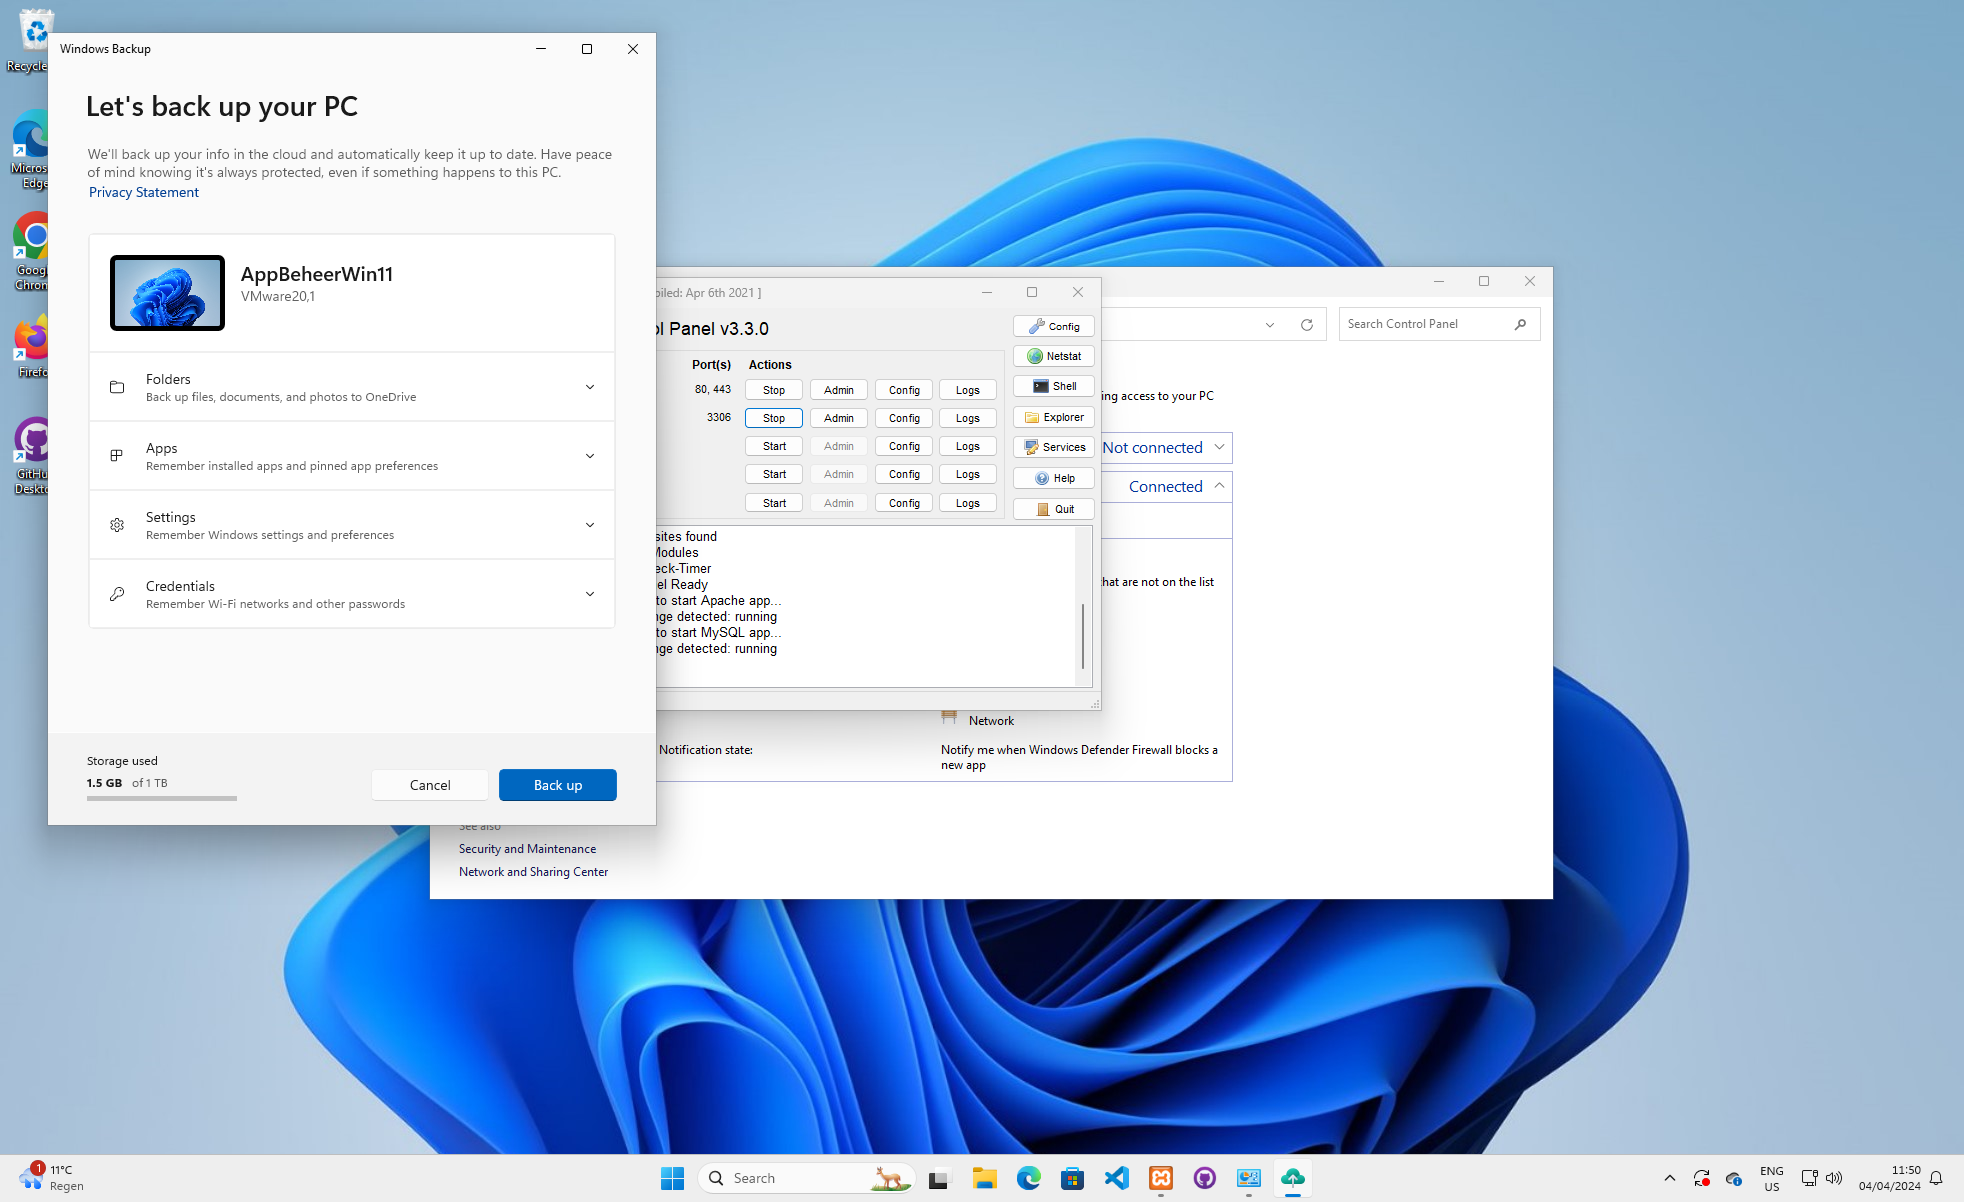 Recycle
Micros
Edge
Goog
Chrom
Firefo
GitHu
Deskto
Windows Backup
Let's back up your PC
We'll back up your info in the cloud and automatically keep it up to date. Have peace
of mind knowing it's always protected, even if something happens to this PC.
Privacy Statement
AppBeheerWin11
VMware20,1
Folders
Back up files, documents, and photos to OneDrive
Apps
Remember installed apps and pinned app preferences
Settings
Remember Windows settings and preferences
Credentials
Remember Wi-Fi networks and other passwords
Storage used
1.5 GB of 1 TB
Cancel
Back up
piled: Apr 6th 2021 ]
ol Panel v3.3.0
Port(s) Actions
80, 443 Stop Admin Config Logs
3306 Stop Admin Config Logs
Start Admin Config Logs
Start Admin Config Logs
Start Admin Config Logs
Config
Netstat
Shell
Explorer
Services
Help
Quit
sites found
Modules
eck-Timer
el Ready
to start Apache app...
nge detected: running
to start MySQL app...
nge detected: running
Search Control Panel
ing access to your PC
Not connected
Connected
that are not on the list
Network
Notification state:
Notify me when Windows Defender Firewall blocks a
new app
See also
Security and Maintenance
Network and Sharing Center
1
11°C
Regen
Search
ENG
US
11:50
04/04/2024